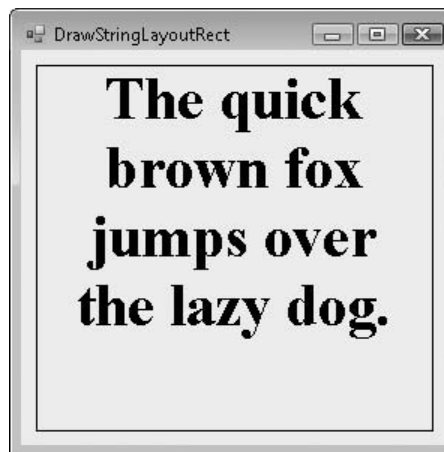 DrawStringLayoutRect
The quick
brown fox
jumps over
the lazy dog.